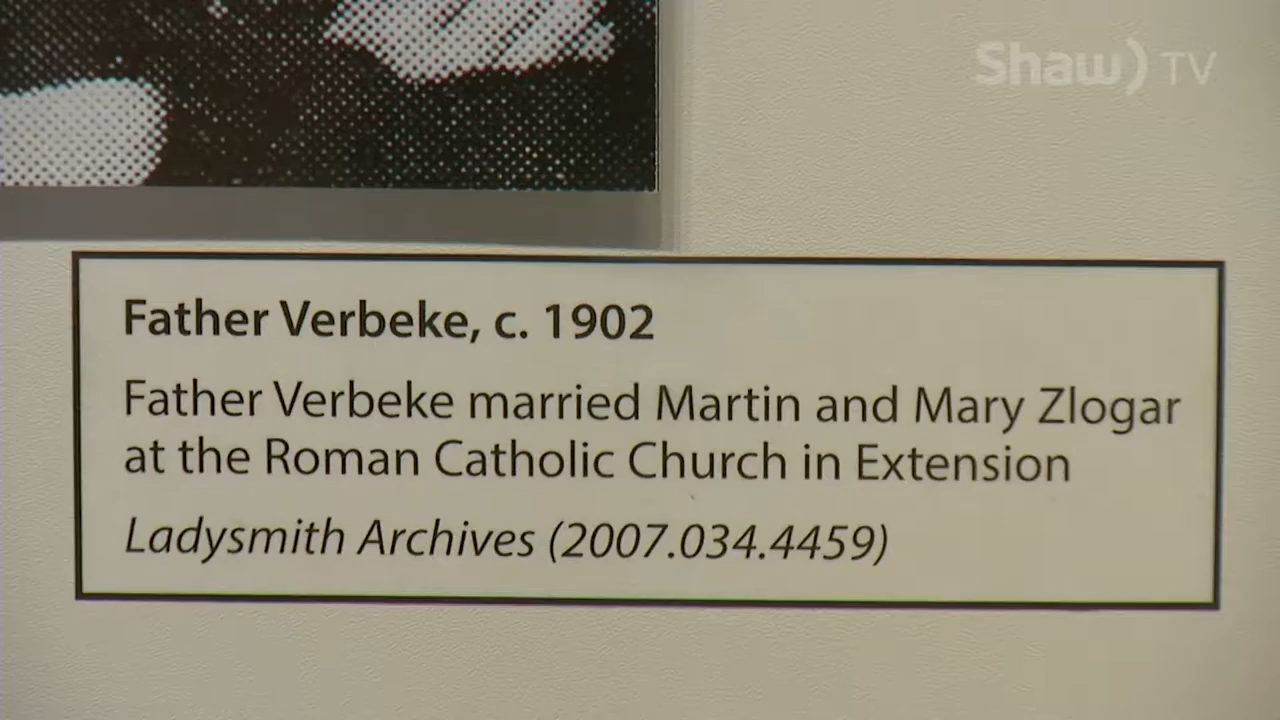 Shaw) TV
Father Verbeke, c. 1902
Father Verbeke married Martin and Mary Zlogar
at the Roman Catholic Church in Extension
Ladysmith Archives (2007.034.4459)